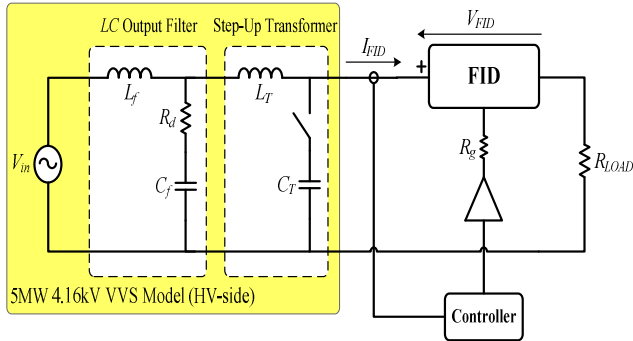 LC Output Filter
Step-Up Transformer
I_FID
V_FID
L_f
L_T
+
FID
R_d
R_g
V_in
C_f
C_T
R_LOAD
5MW 4.16kV VVS Model (HV-side)
Controller